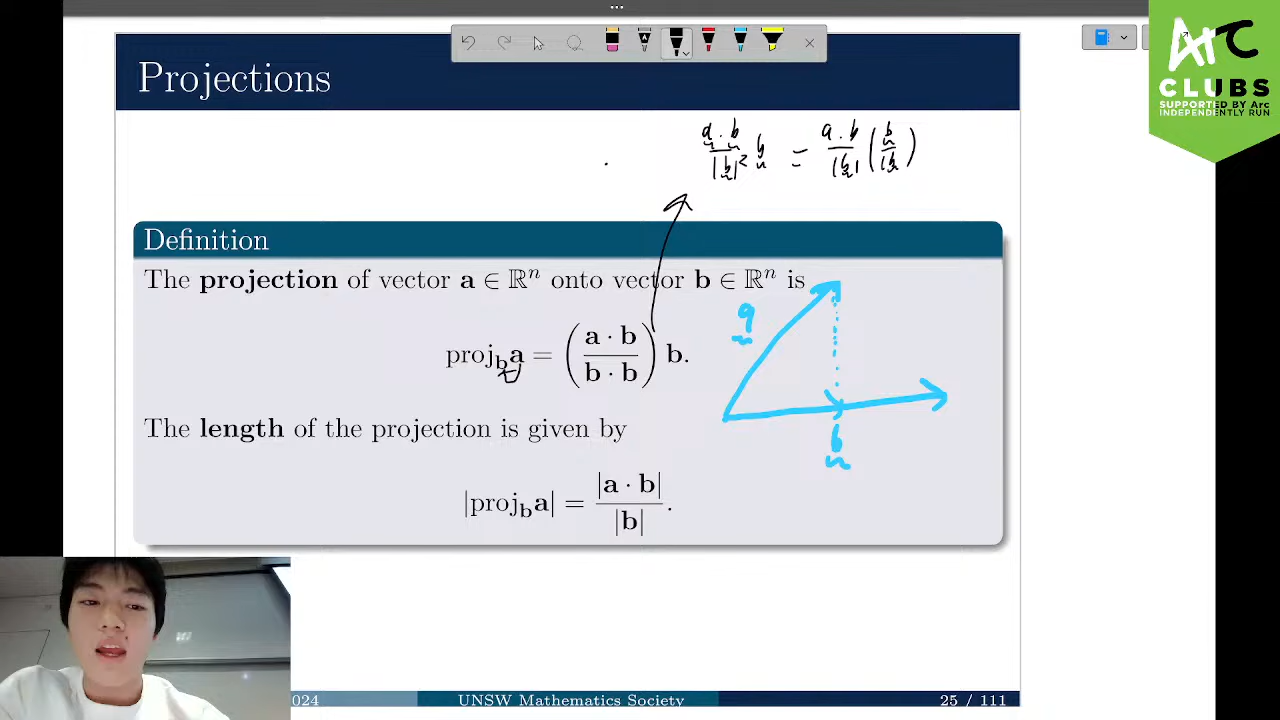 ArC
CLUBS
SUPPORTED BY Arc
INDEPENDENTLY RUN
Projections
a · b / |b|² b = a · b / |b| ( b / |b| )
Definition
The projection of vector a ∈ ℝⁿ onto vector b ∈ ℝⁿ is
a
proj_b a = ( a · b / b · b ) b.
b
The length of the projection is given by
|proj_b a| = |a · b| / |b|.
024 UNSW Mathematics Society 25 / 111